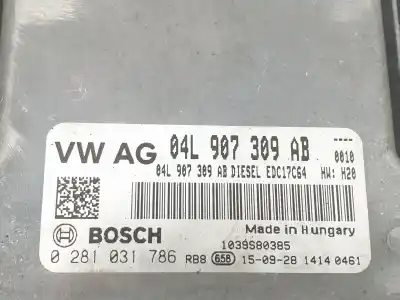 VW AG 04L 907 309 AB ----
0010
04L 907 309 AB DIESEL EDC17C64 HW: H20
Made in Hungary
BOSCH 1039S80385
0 281 031 786 RB8 658 15-09-28 1414 0461